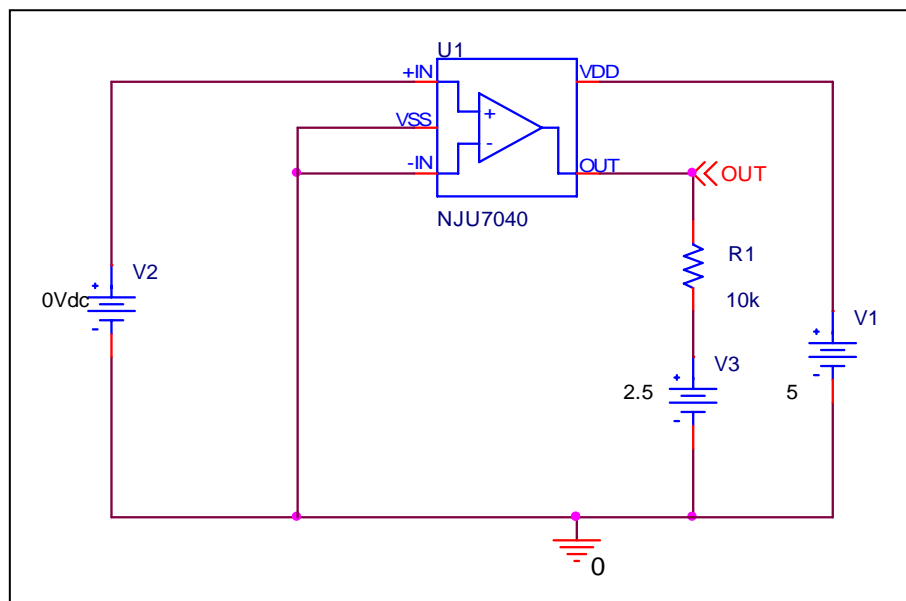 U1
+IN
VDD
VSS
+
-
-IN
OUT
OUT
NJU7040
R1
10k
+
V2
0Vdc
-
+
V1
5
-
+
V3
2.5
-
0